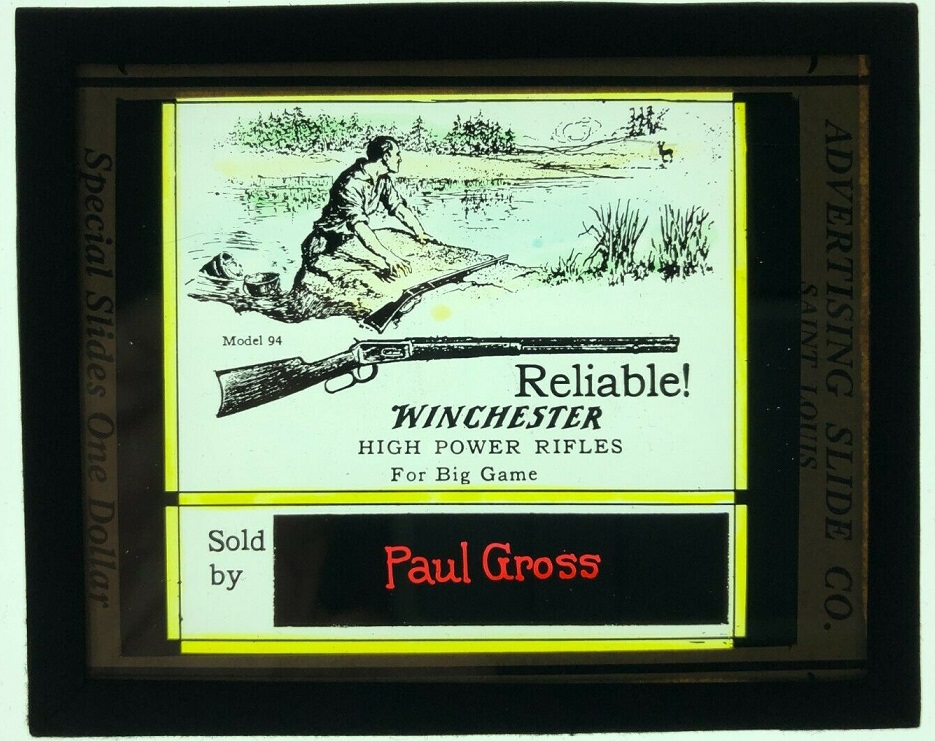 Model 94
Reliable!
WINCHESTER
HIGH POWER RIFLES
For Big Game
Sold
by
Paul Gross
Special Slides One Dollar
ADVERTISING SLIDE CO.
SAINT LOUIS